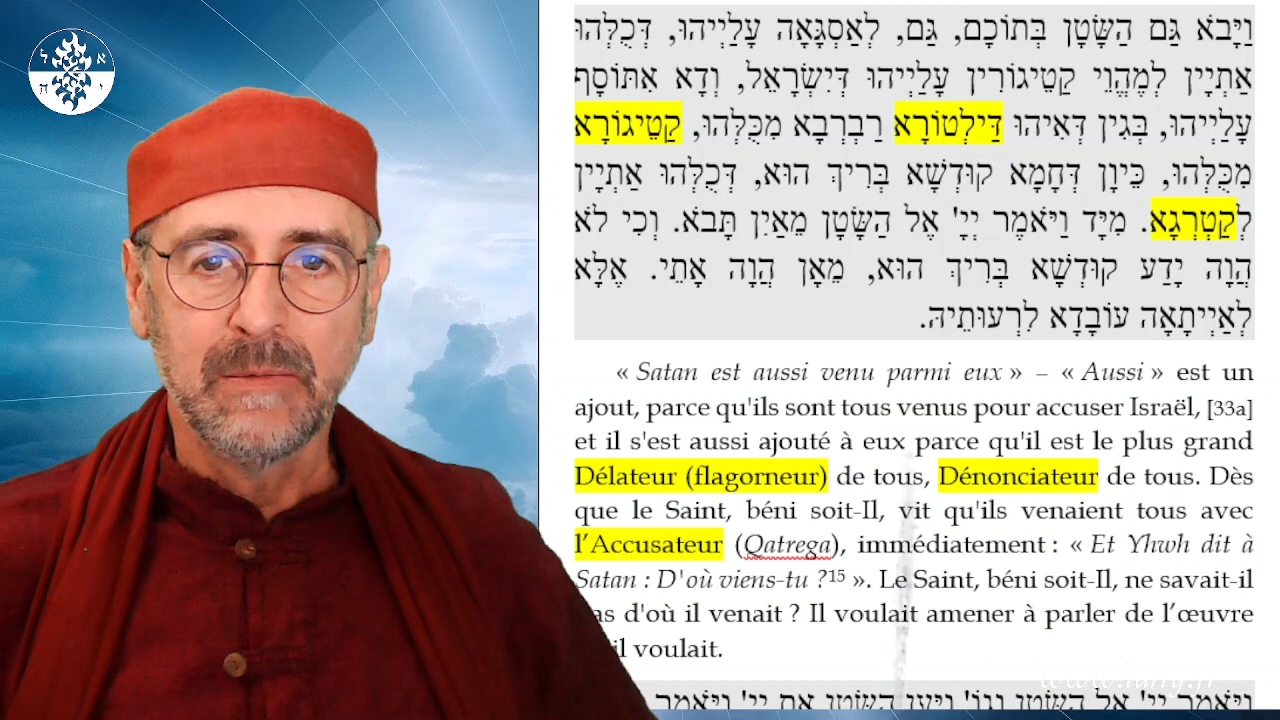 וַיָּבֹא גַּם הַשָּׂטָן בְּתוֹכָם, גַּם, לְאַסְגָּאָה עָלַיְיהוּ, דְּכֻלְּהוּ
אַתְיָין לְמֶהֱוֵי קַטֵיגוֹרִין עָלַיְיהוּ דְּיִשְׂרָאֵל, וְדָא אִתּוֹסָף
עָלַיְיהוּ, בְּגִין דְּאִיהוּ דַּילְטוֹרָא רַבְרְבָא מִכֻּלְּהוּ, קַטֵיגוֹרָא
מִכֻּלְּהוּ, כֵּיוָן דְּחָמָא קוּדְשָׁא בְּרִיךְ הוּא, דְּכֻלְּהוּ אַתְיָין
לְקַטְרְגָא. מִיָּד וַיֹּאמֶר יְיָ' אֶל הַשָּׂטָן מֵאַיִן תָּבֹא. וְכִי לֹא
הֲוָה יָדַע קוּדְשָׁא בְּרִיךְ הוּא, מֵאָן הֲוָה אָתֵי. אֶלָּא
לְאַיְיתָאָה עוֹבָדָא לִרְעוּתֵיהּ.
« Satan est aussi venu parmi eux » – « Aussi » est un
ajout, parce qu'ils sont tous venus pour accuser Israël, [33a]
et il s'est aussi ajouté à eux parce qu'il est le plus grand
Délateur (flagorneur) de tous, Dénonciateur de tous. Dès
que le Saint, béni soit-Il, vit qu'ils venaient tous avec
l’Accusateur (Qatrega), immédiatement : « Et Yhwh dit à
Satan : D'où viens-tu ?15 ». Le Saint, béni soit-Il, ne savait-il
as d'où il venait ? Il voulait amener à parler de l’œuvre
il voulait.